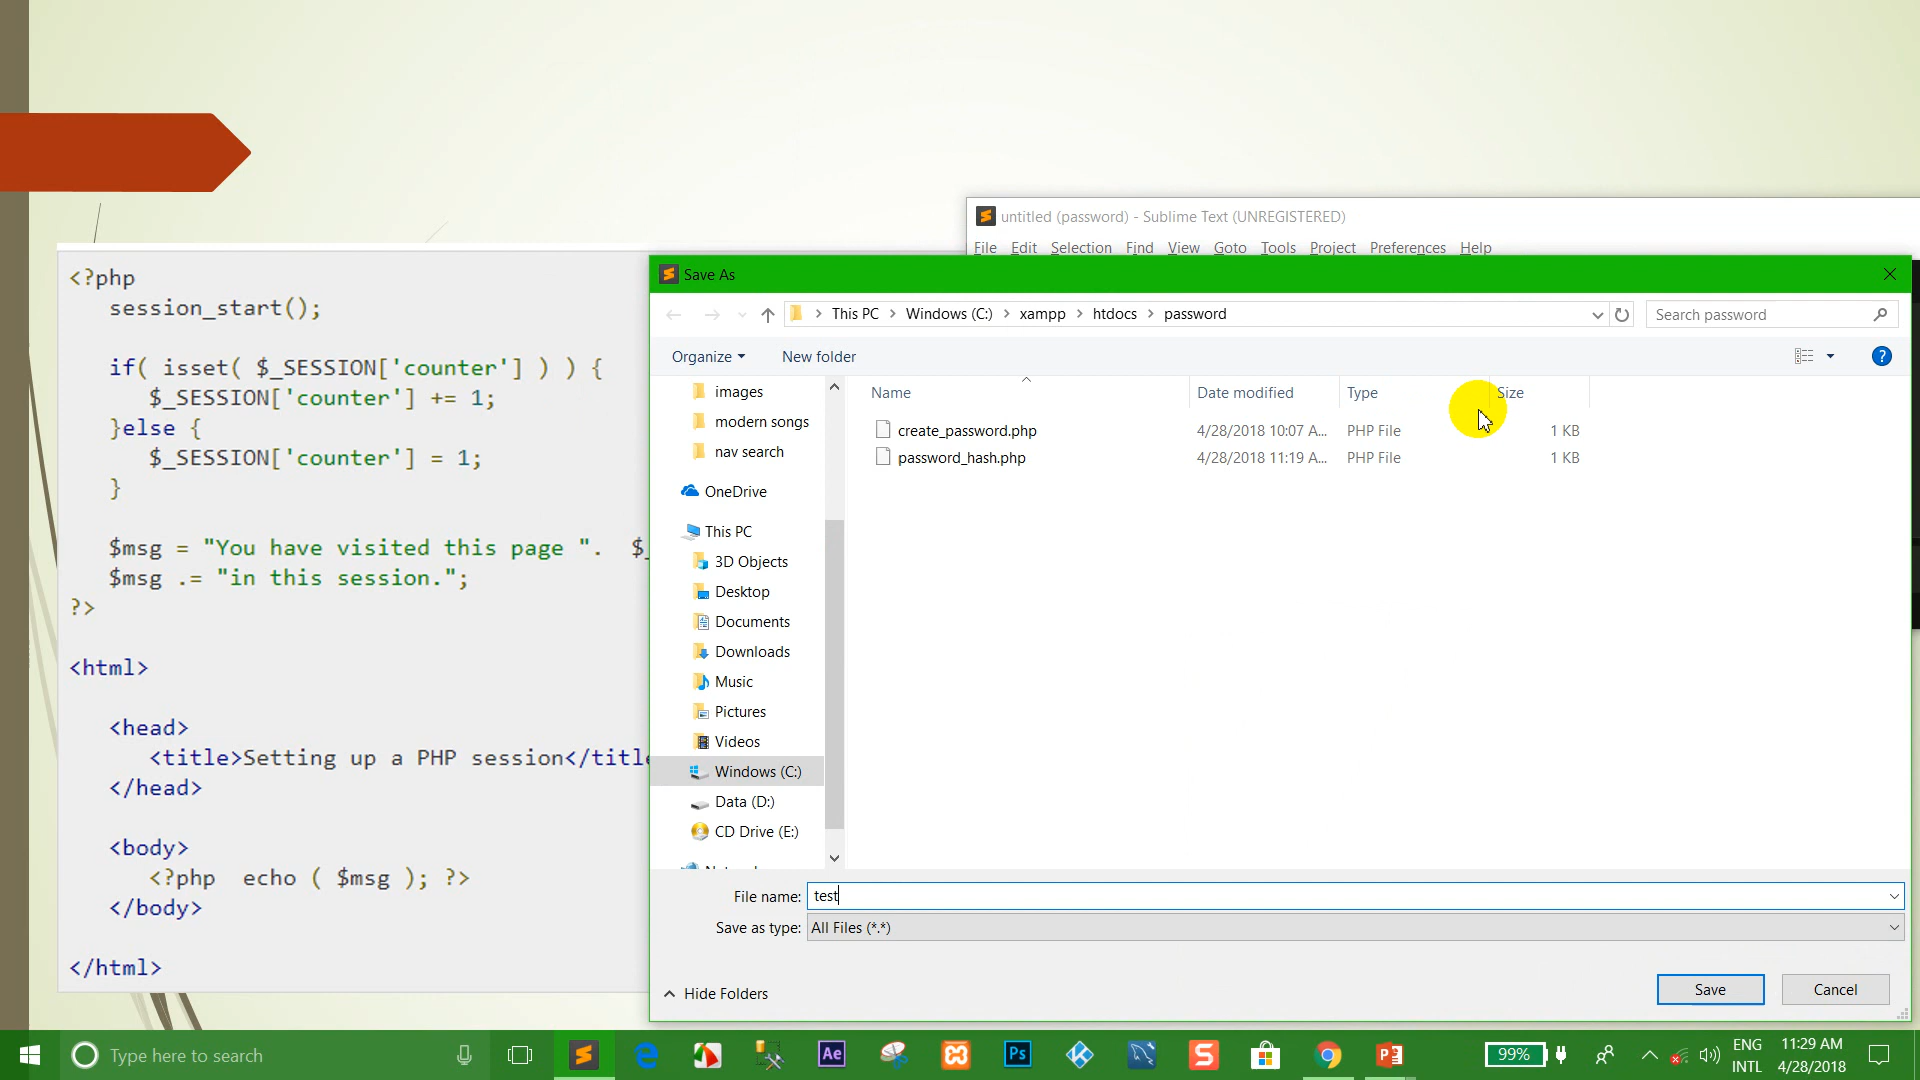 untitled (password) - Sublime Text (UNREGISTERED)
File Edit Selection Find View Goto Tools Project Preferences Help
<?php
session_start();
if( isset( $_SESSION['counter'] ) ) {
$_SESSION['counter'] += 1;
}else {
$_SESSION['counter'] = 1;
}
$msg = "You have visited this page ". $_
$msg .= "in this session.";
?>
<html>
<head>
<title>Setting up a PHP session</title
</head>
<body>
<?php echo ( $msg ); ?>
</body>
</html>
Save As
This PC > Windows (C:) > xampp > htdocs > password
Search password
Organize
New folder
images
modern songs
nav search
OneDrive
This PC
3D Objects
Desktop
Documents
Downloads
Music
Pictures
Videos
Windows (C:)
Data (D:)
CD Drive (E:)
Name Date modified Type Size
create_password.php 4/28/2018 10:07 A... PHP File 1 KB
password_hash.php 4/28/2018 11:19 A... PHP File 1 KB
File name: test
Save as type: All Files (*.*)
Hide Folders
Save
Cancel
Type here to search
Ae
Ps
99%
ENG
INTL
11:29 AM
4/28/2018